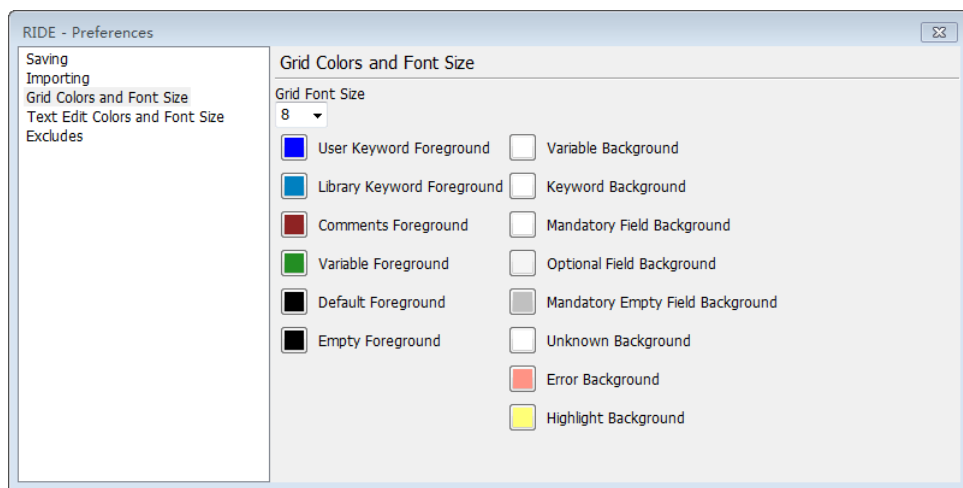 RIDE - Preferences
Saving
Importing
Grid Colors and Font Size
Text Edit Colors and Font Size
Excludes
Grid Colors and Font Size
Grid Font Size
8
User Keyword Foreground
Library Keyword Foreground
Comments Foreground
Variable Foreground
Default Foreground
Empty Foreground
Variable Background
Keyword Background
Mandatory Field Background
Optional Field Background
Mandatory Empty Field Background
Unknown Background
Error Background
Highlight Background